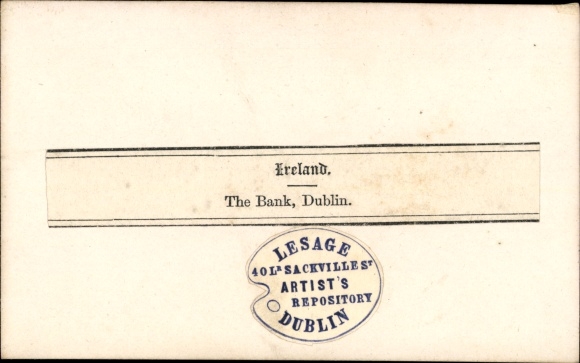 Ireland.
The Bank, Dublin.
LESAGE
40 LR SACKVILLE ST
ARTIST'S
REPOSITORY
DUBLIN